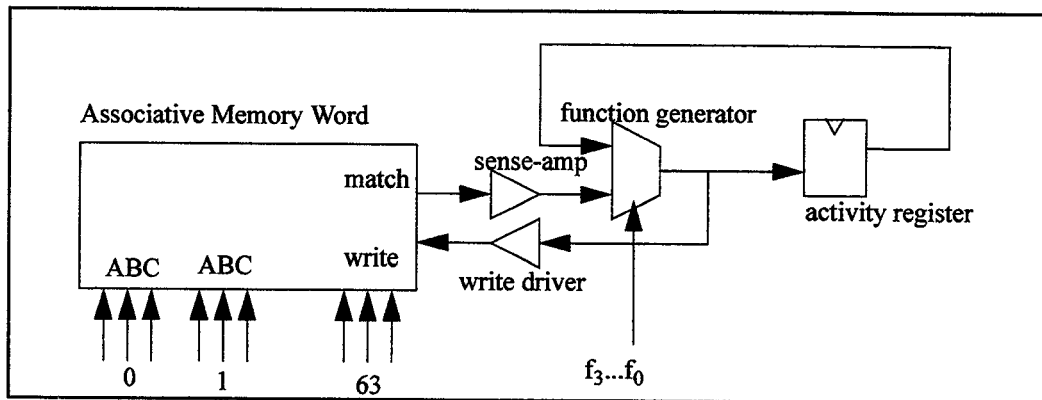 Associative Memory Word
function generator
match
sense-amp
activity register
write
write driver
ABC
ABC
0
1
63
f3...f0